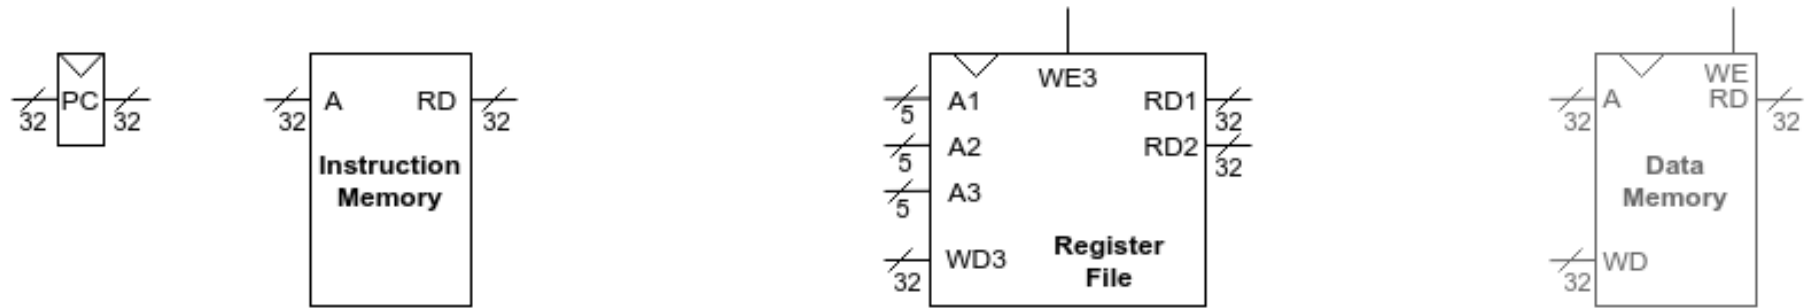 PC
32
32
A
RD
32
32
Instruction
Memory
WE3
A1
RD1
5
32
A2
RD2
5
32
A3
5
WD3
32
Register
File
WE
A
RD
32
32
Data
Memory
WD
32